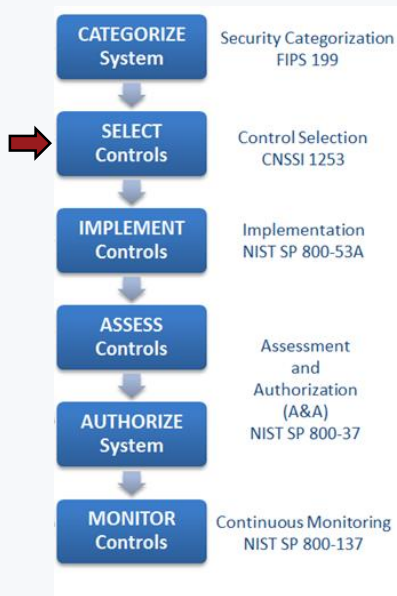 CATEGORIZE
System
Security Categorization
FIPS 199
SELECT
Controls
Control Selection
CNSSI 1253
IMPLEMENT
Controls
Implementation
NIST SP 800-53A
ASSESS
Controls
Assessment
and
Authorization
(A&A)
NIST SP 800-37
AUTHORIZE
System
MONITOR
Controls
Continuous Monitoring
NIST SP 800-137